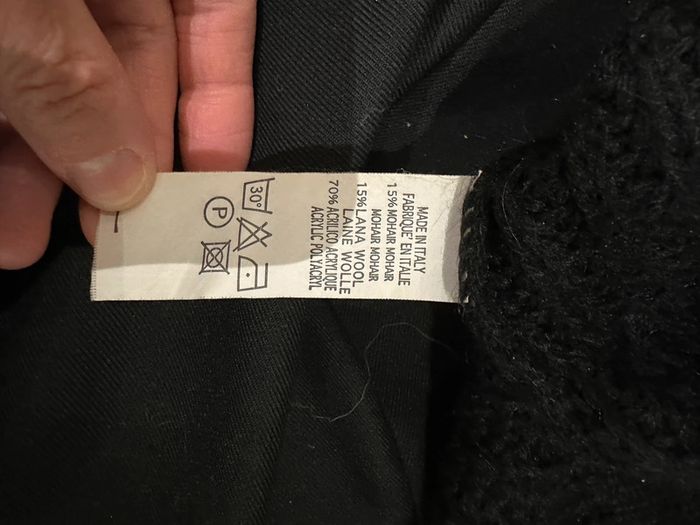 MADE IN ITALY
FABRIQUE' EN ITALIE
15% MOHAIR MOHAIR
MOHAIR MOHAIR
15% LANA WOOL
LAINE WOLLE
70% ACRILICO ACRYLIQUE
ACRYLIC POLYACRYL
30°
P